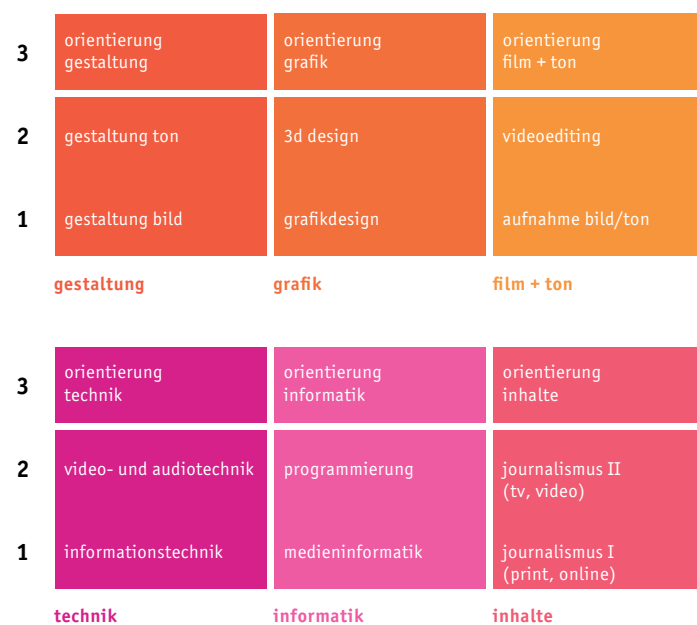 3
orientierung
gestaltung
orientierung
grafik
orientierung
film + ton
2
gestaltung ton
3d design
videoediting
1
gestaltung bild
grafikdesign
aufnahme bild/ton
gestaltung
grafik
film + ton
3
orientierung
technik
orientierung
informatik
orientierung
inhalte
2
video- und audiotechnik
programmierung
journalismus II
(tv, video)
1
informationstechnik
medieninformatik
journalismus I
(print, online)
technik
informatik
inhalte